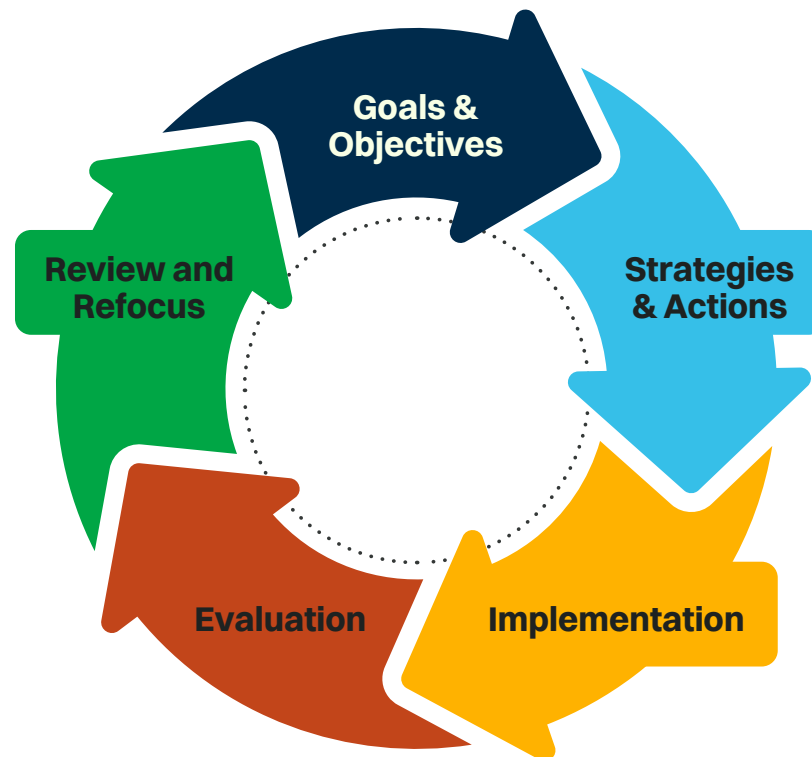 Goals &
Objectives
Strategies
& Actions
Implementation
Evaluation
Review and
Refocus